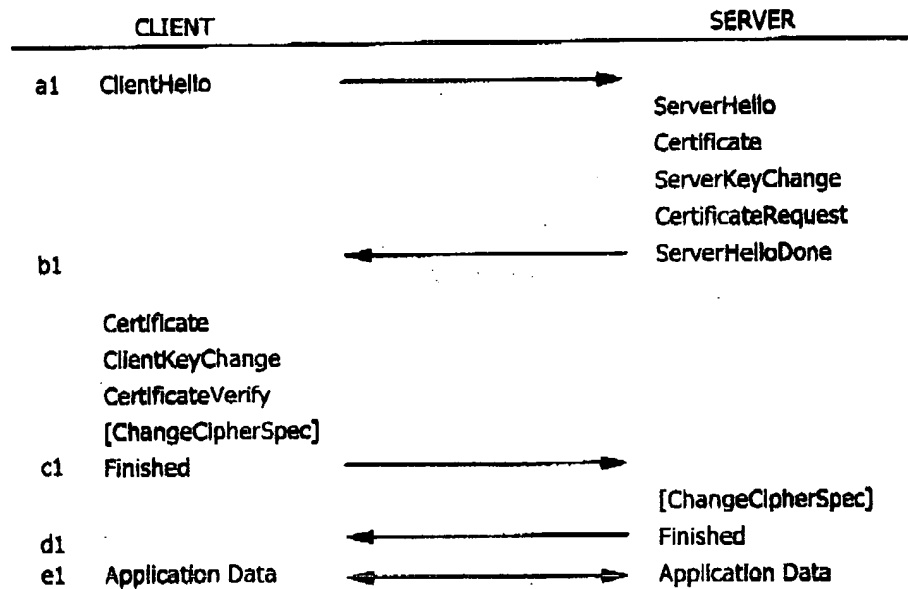 CLIENT SERVER
a1 ClientHello
ServerHello
Certificate
ServerKeyChange
CertificateRequest
b1 ServerHelloDone
Certificate
ClientKeyChange
CertificateVerify
[ChangeCipherSpec]
c1 Finished
[ChangeCipherSpec]
d1 Finished
e1 Application Data Application Data